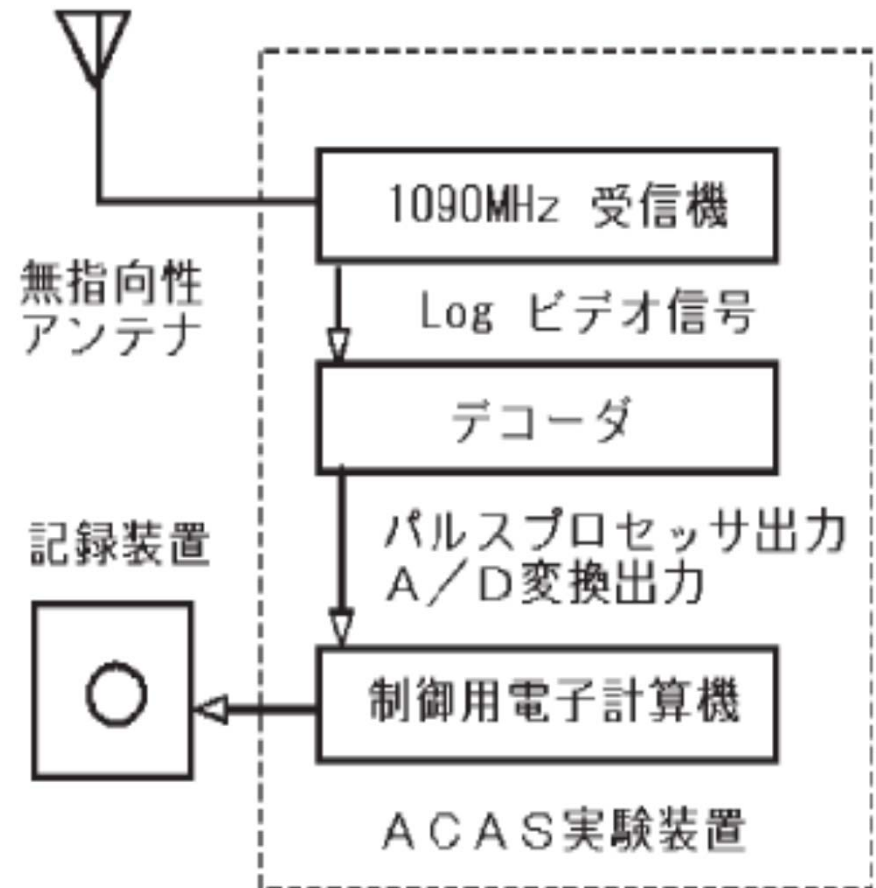 1090MHz 受信機
無指向性
アンテナ
Log ビデオ信号
デコーダ
パルスプロセッサ出力
A/D変換出力
記録装置
制御用電子計算機
ACAS実験装置